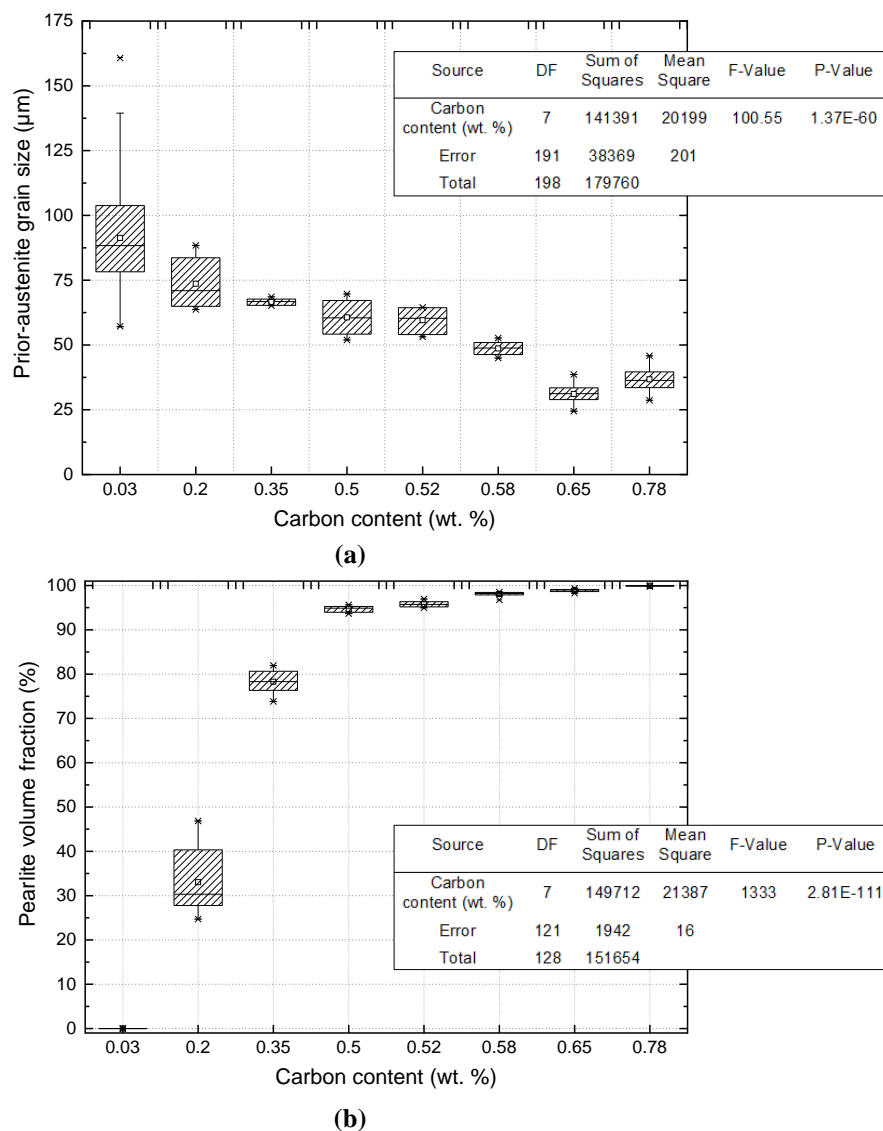 175
150
125
100
75
50
25
0
Prior-austenite grain size (µm)
Source DF Sum of Squares Mean Square F-Value P-Value
Carbon content (wt. %) 7 141391 20199 100.55 1.37E-60
Error 191 38369 201
Total 198 179760
0.03 0.2 0.35 0.5 0.52 0.58 0.65 0.78
Carbon content (wt. %)
(a)
100
90
80
70
60
50
40
30
20
10
0
Pearlite volume fraction (%)
Source DF Sum of Squares Mean Square F-Value P-Value
Carbon content (wt. %) 7 149712 21387 1333 2.81E-111
Error 121 1942 16
Total 128 151654
0.03 0.2 0.35 0.5 0.52 0.58 0.65 0.78
Carbon content (wt. %)
(b)